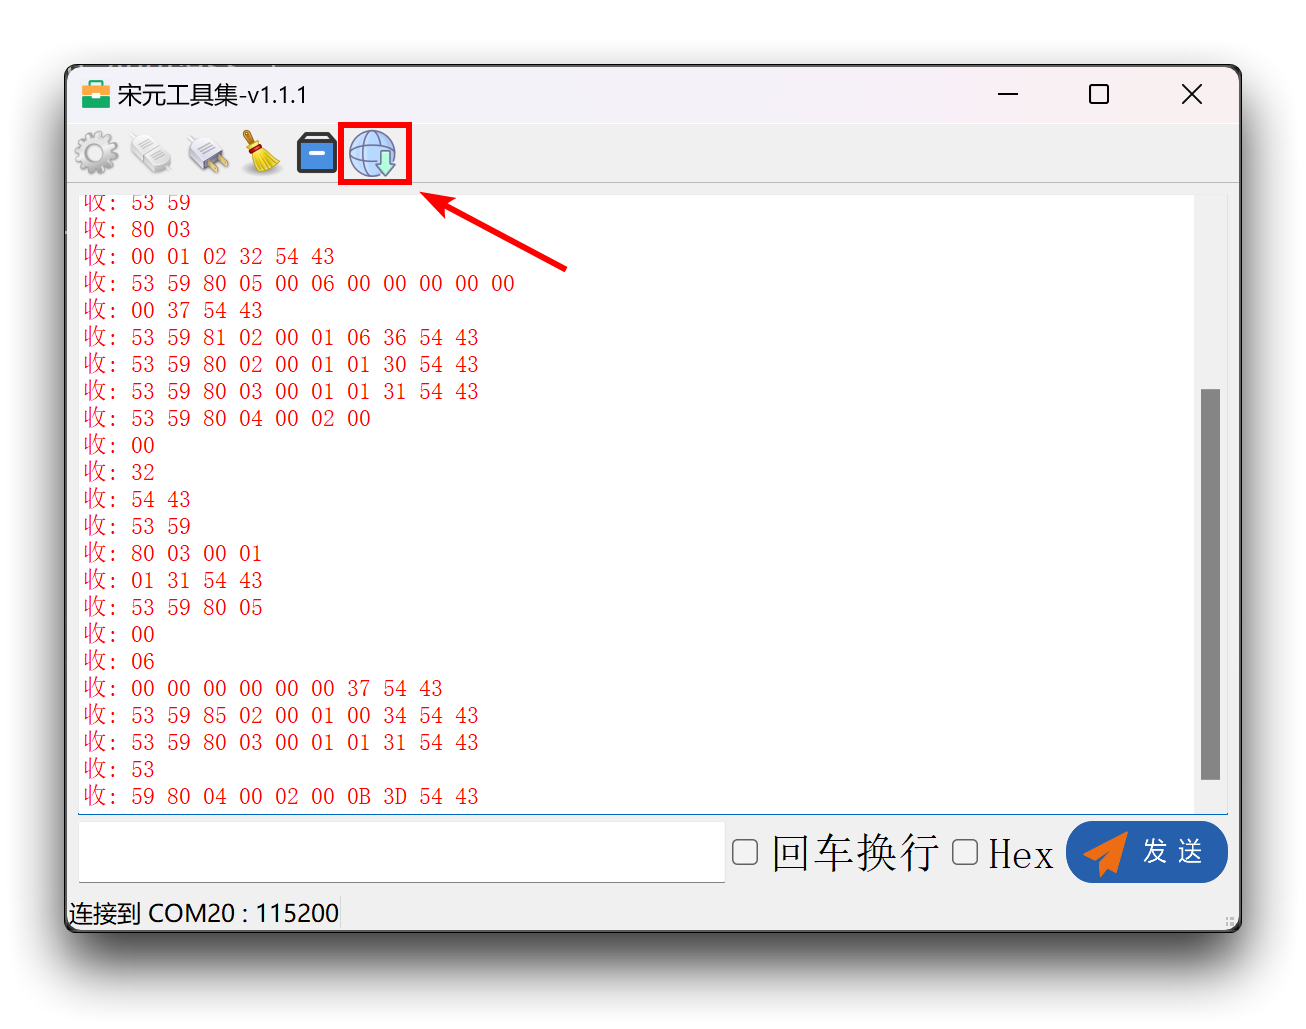 宋元工具集-v1.1.1
收: 53 59
收: 80 03
收: 00 01 02 32 54 43
收: 53 59 80 05 00 06 00 00 00 00 00
收: 00 37 54 43
收: 53 59 81 02 00 01 06 36 54 43
收: 53 59 80 02 00 01 01 30 54 43
收: 53 59 80 03 00 01 01 31 54 43
收: 53 59 80 04 00 02 00
收: 00
收: 32
收: 54 43
收: 53 59
收: 80 03 00 01
收: 01 31 54 43
收: 53 59 80 05
收: 00
收: 06
收: 00 00 00 00 00 00 37 54 43
收: 53 59 85 02 00 01 00 34 54 43
收: 53 59 80 03 00 01 01 31 54 43
收: 53
收: 59 80 04 00 02 00 0B 3D 54 43
回车换行 Hex 发送
连接到 COM20 : 115200